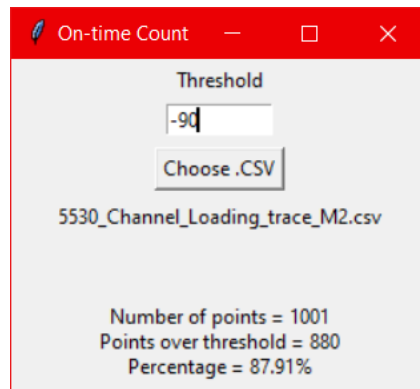 On-time Count
Threshold
-90
Choose .CSV
5530_Channel_Loading_trace_M2.csv
Number of points = 1001
Points over threshold = 880
Percentage = 87.91%